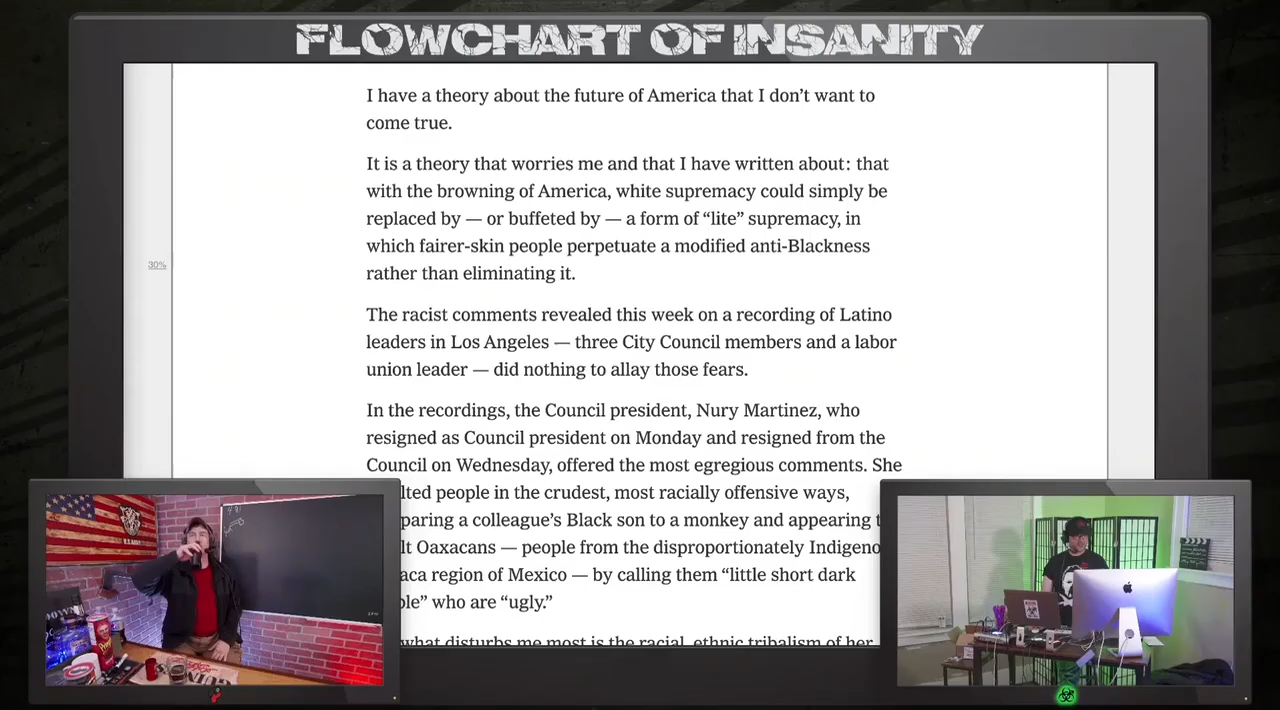 FLOWCHART OF INSANITY
I have a theory about the future of America that I don’t want to
come true.
It is a theory that worries me and that I have written about: that
with the browning of America, white supremacy could simply be
replaced by — or buffeted by — a form of “lite” supremacy, in
which fairer-skin people perpetuate a modified anti-Blackness
30%
rather than eliminating it.
The racist comments revealed this week on a recording of Latino
leaders in Los Angeles — three City Council members and a labor
union leader — did nothing to allay those fears.
In the recordings, the Council president, Nury Martinez, who
resigned as Council president on Monday and resigned from the
Council on Wednesday, offered the most egregious comments. She
lted people in the crudest, most racially offensive ways,
paring a colleague’s Black son to a monkey and appearing t
lt Oaxacans — people from the disproportionately Indigeno
aca region of Mexico — by calling them “little short dark
ple” who are “ugly.”
what disturbs me most is the racial, ethnic tribalism of her
U.S. ARMY